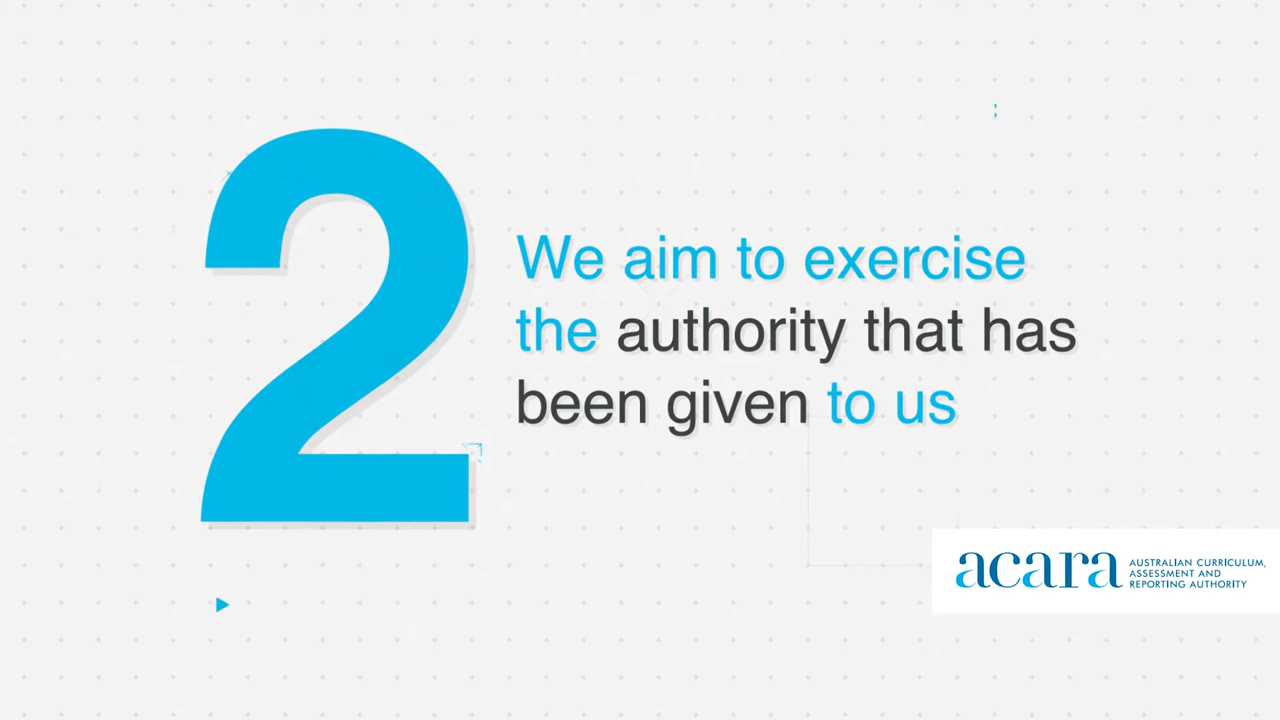 2
We aim to exercise
the authority that has
been given to us
acara
AUSTRALIAN CURRICULUM,
ASSESSMENT AND
REPORTING AUTHORITY